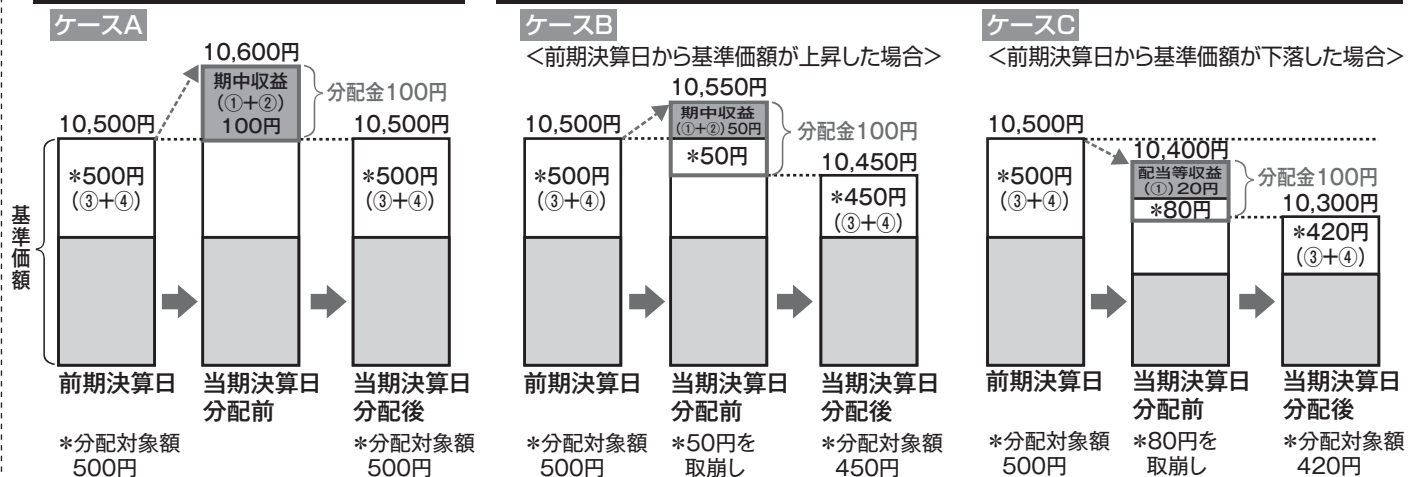 ケースA
10,600円
期中収益
(①+②)
100円
分配金100円
10,500円
10,500円
*500円
(③+④)
*500円
(③+④)
基準価額
前期決算日
当期決算日
分配前
当期決算日
分配後
*分配対象額
500円
*分配対象額
500円
ケースB
<前期決算日から基準価額が上昇した場合>
10,550円
期中収益
(①+②)50円
*50円
分配金100円
10,500円
10,450円
*500円
(③+④)
*450円
(③+④)
前期決算日
当期決算日
分配前
当期決算日
分配後
*分配対象額
500円
*50円を
取崩し
*分配対象額
450円
ケースC
<前期決算日から基準価額が下落した場合>
10,500円
10,400円
配当等収益
(①)20円
*80円
分配金100円
10,300円
*500円
(③+④)
*420円
(③+④)
前期決算日
当期決算日
分配前
当期決算日
分配後
*分配対象額
500円
*80円を
取崩し
*分配対象額
420円